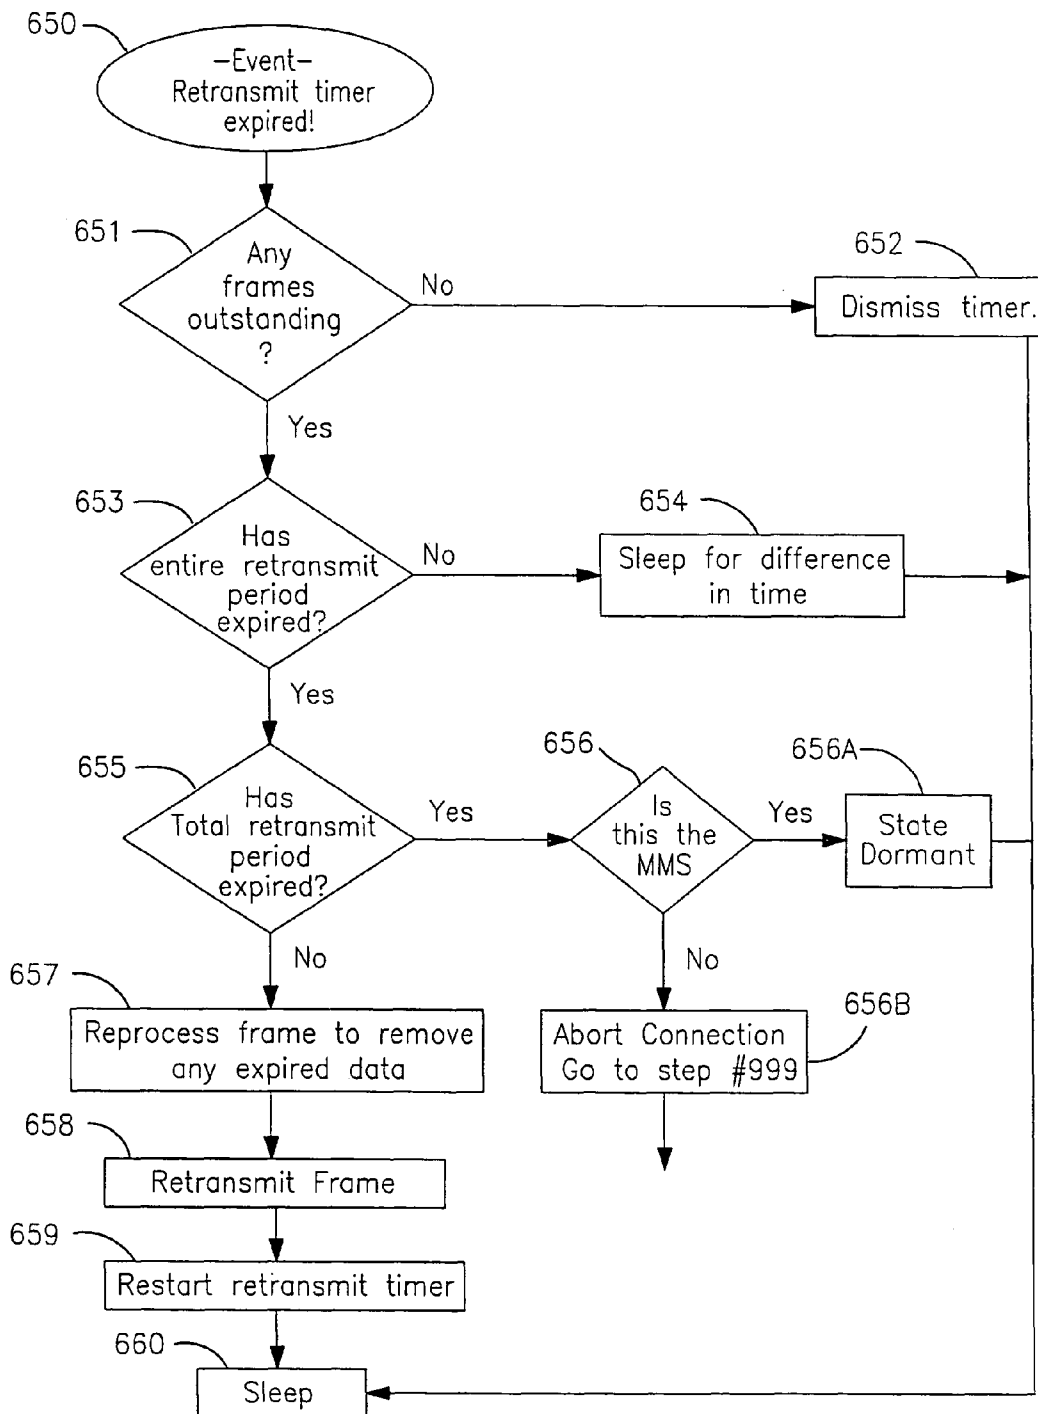 650
-Event-
Retransmit timer
expired!
651
Any
frames
outstanding
?
No
652
Dismiss timer.
Yes
653
Has
entire retransmit
period
expired?
No
654
Sleep for difference
in time
Yes
655
Has
Total retransmit
period
expired?
Yes
656
Is
this the
MMS
Yes
656A
State
Dormant
No
657
Reprocess frame to remove
any expired data
No
656B
Abort Connection
Go to step #999
658
Retransmit Frame
659
Restart retransmit timer
660
Sleep